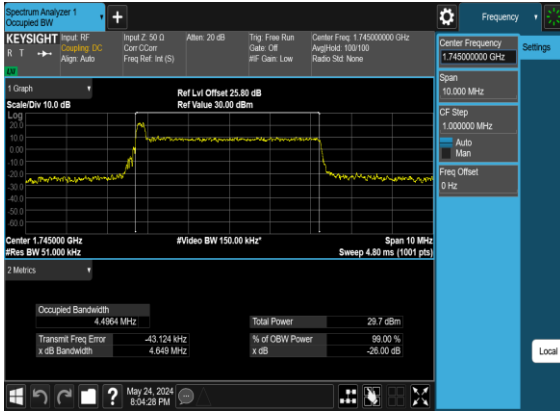 Spectrum Analyzer 1
Occupied BW
+
Frequency
KEYSIGHT
R T
LV
Input: RF
Coupling: DC
Align: Auto
Input Z: 50 Ω
Corr CCorr
Freq Ref: Int (S)
Atten: 20 dB
Trig: Free Run
Gate: Off
#IF Gain: Low
Center Freq: 1.745000000 GHz
Avg|Hold: 100/100
Radio Std: None
Center Frequency
1.745000000 GHz
Settings
Span
10.000 MHz
CF Step
1.000000 MHz
Auto
Man
Freq Offset
0 Hz
Local
1 Graph
Scale/Div 10.0 dB
Ref Lvl Offset 25.80 dB
Ref Value 30.00 dBm
Log
20.0
10.0
0.00
-10.0
-20.0
-30.0
-40.0
-50.0
-60.0
Center 1.745000 GHz
#Res BW 51.000 kHz
#Video BW 150.00 kHz*
Span 10 MHz
Sweep 4.80 ms (1001 pts)
2 Metrics
Occupied Bandwidth
4.4964 MHz
Total Power 29.7 dBm
Transmit Freq Error -43.124 kHz
% of OBW Power 99.00 %
x dB Bandwidth 4.649 MHz
x dB -26.00 dB
?
May 24, 2024
8:04:28 PM